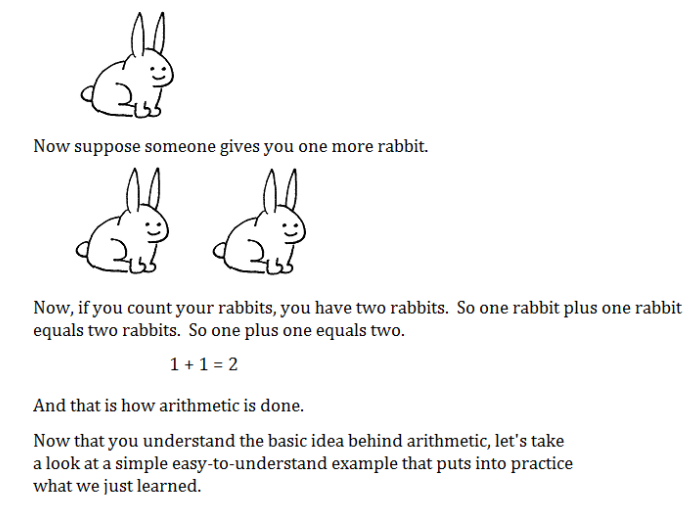 Now suppose someone gives you one more rabbit.
Now, if you count your rabbits, you have two rabbits.  So one rabbit plus one rabbit
equals two rabbits.  So one plus one equals two.
1 + 1 = 2
And that is how arithmetic is done.
Now that you understand the basic idea behind arithmetic, let's take
a look at a simple easy-to-understand example that puts into practice
what we just learned.